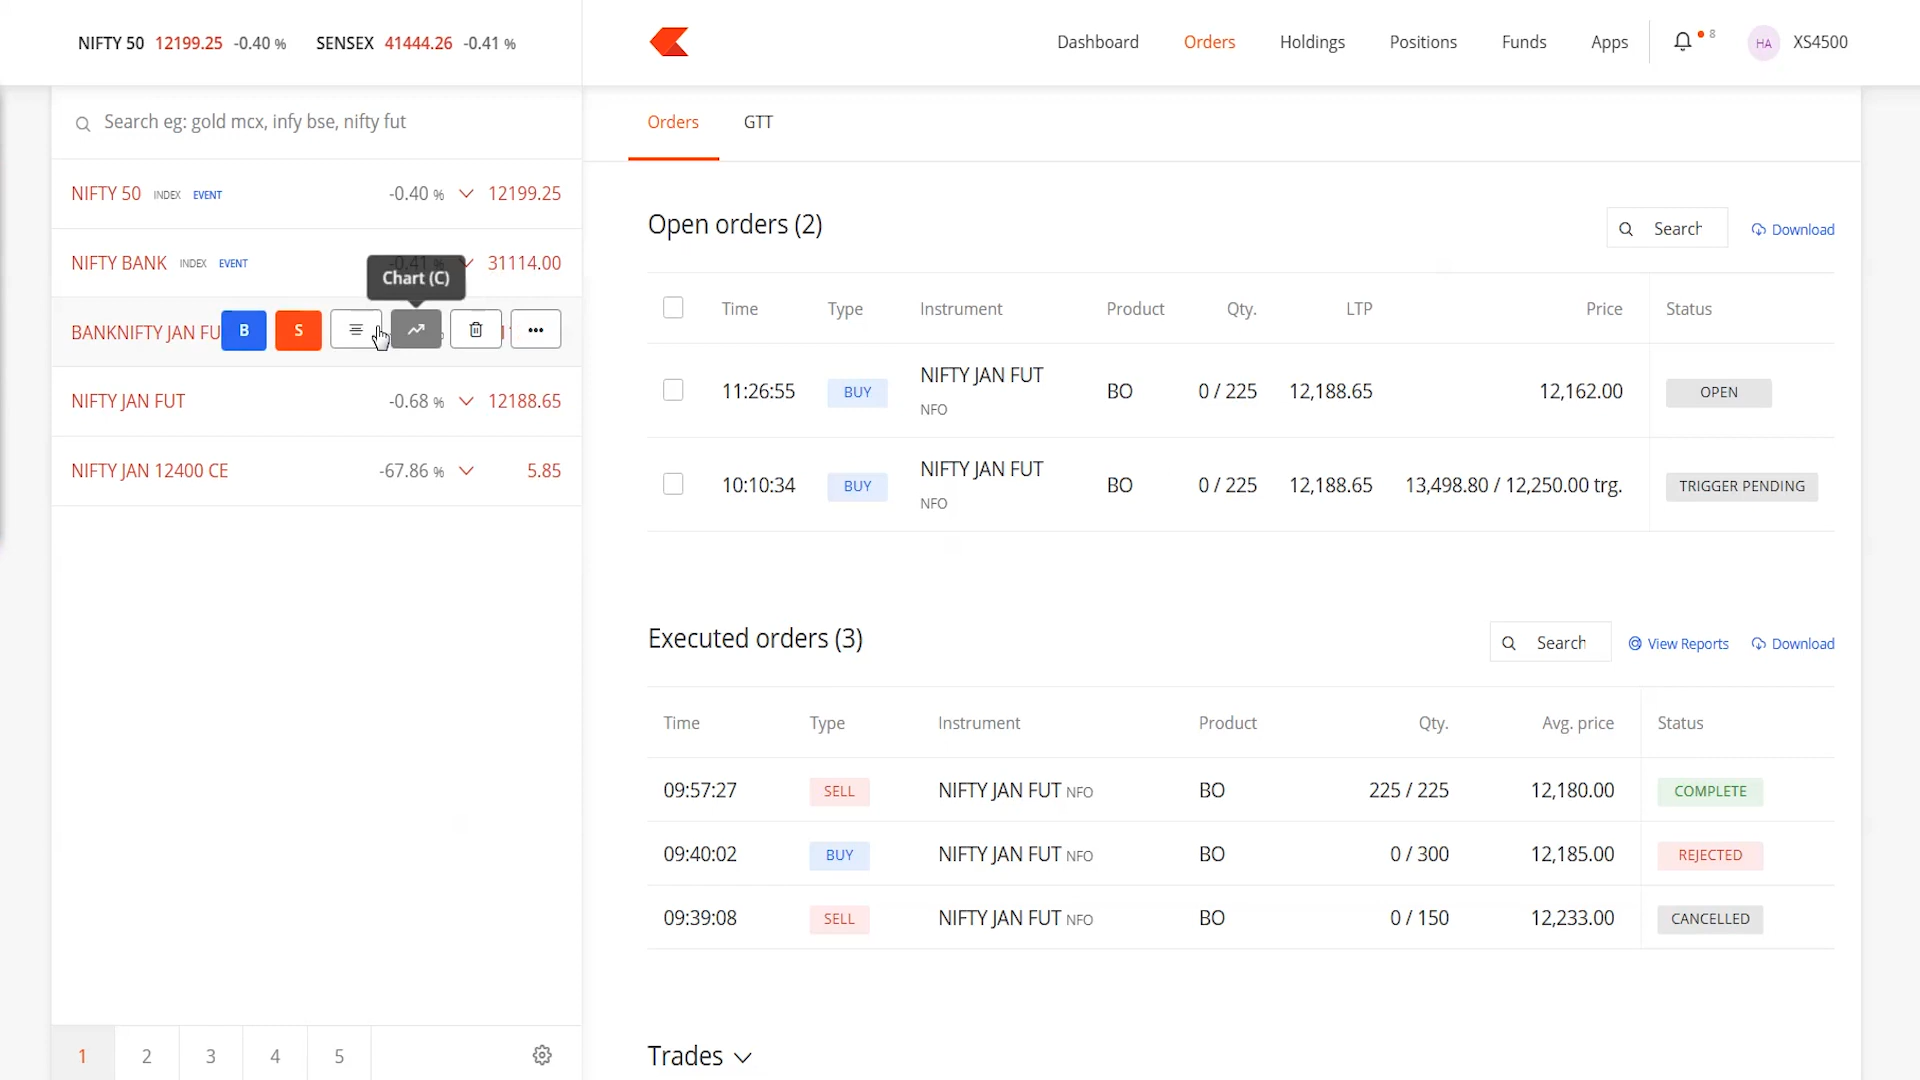 NIFTY 50 12199.25 -0.40 % SENSEX 41444.26 -0.41 %
Dashboard Orders Holdings Positions Funds Apps 8 HA XS4500
Search eg: gold mcx, infy bse, nifty fut
NIFTY 50 INDEX EVENT -0.40 % 12199.25
NIFTY BANK INDEX EVENT -0.41 % 31114.00
Chart (C)
BANKNIFTY JAN FU B S
NIFTY JAN FUT -0.68 % 12188.65
NIFTY JAN 12400 CE -67.86 % 5.85
1 2 3 4 5
Orders GTT
Open orders (2) Search Download
Time Type Instrument Product Qty. LTP Price Status
11:26:55 BUY NIFTY JAN FUT NFO BO 0 / 225 12,188.65 12,162.00 OPEN
10:10:34 BUY NIFTY JAN FUT NFO BO 0 / 225 12,188.65 13,498.80 / 12,250.00 trg. TRIGGER PENDING
Executed orders (3) Search View Reports Download
Time Type Instrument Product Qty. Avg. price Status
09:57:27 SELL NIFTY JAN FUT NFO BO 225 / 225 12,180.00 COMPLETE
09:40:02 BUY NIFTY JAN FUT NFO BO 0 / 300 12,185.00 REJECTED
09:39:08 SELL NIFTY JAN FUT NFO BO 0 / 150 12,233.00 CANCELLED
Trades